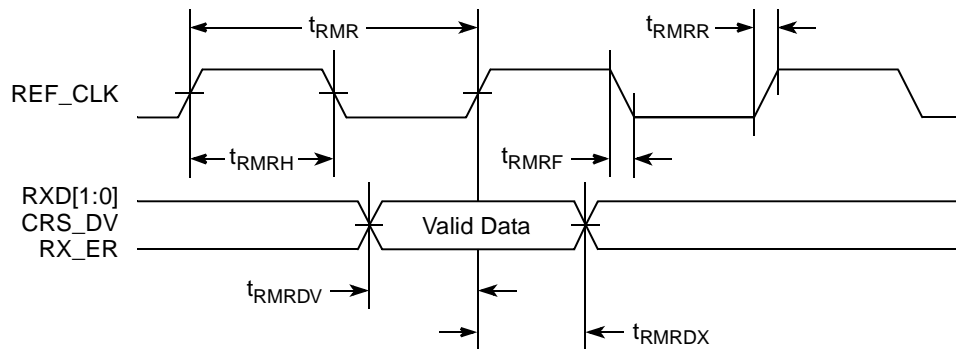 tRMR
tRMRR
REF_CLK
tRMRH
tRMRF
RXD[1:0]
CRS_DV
RX_ER
Valid Data
tRMRDV
tRMRDX